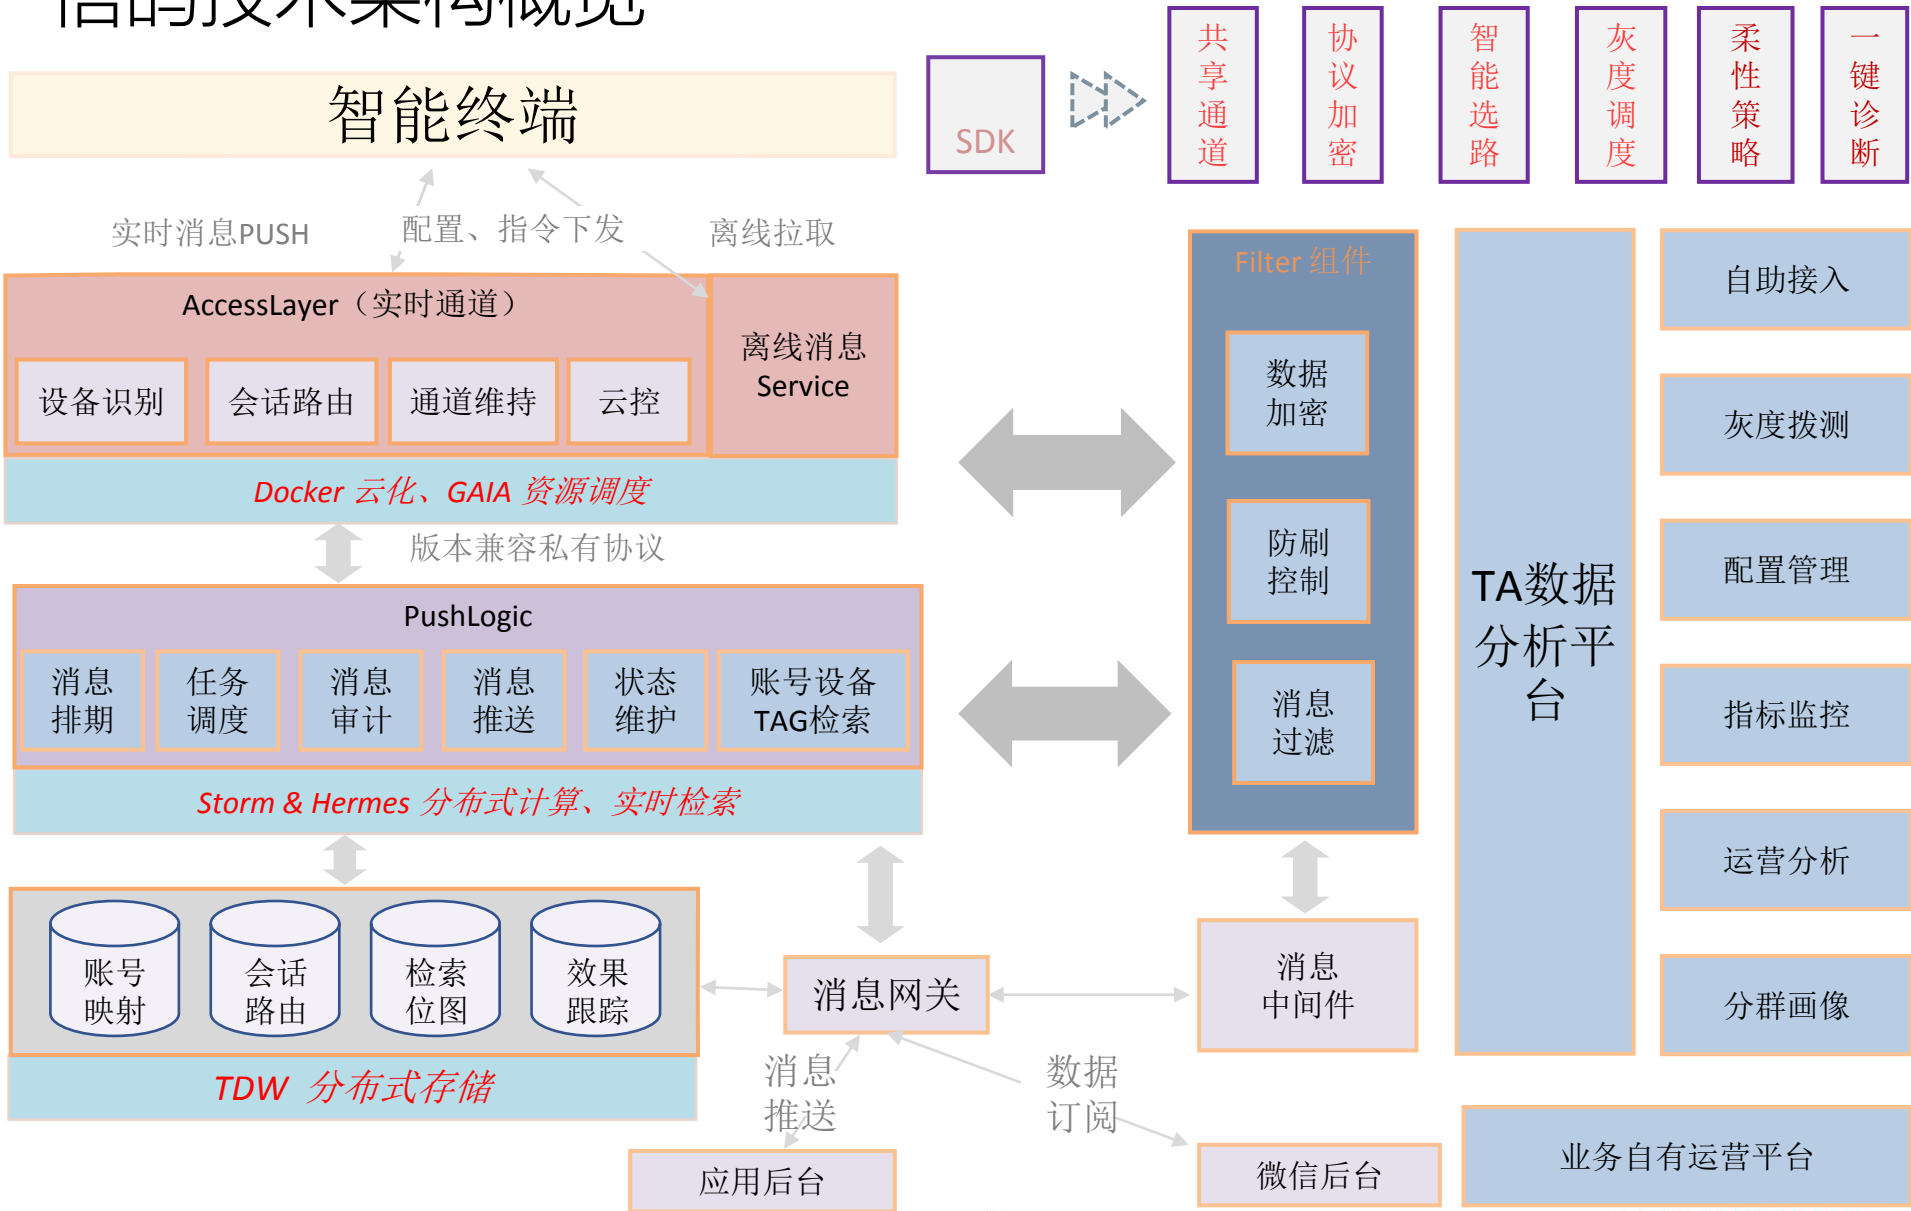 信鸽技术架构概览
智能终端
SDK
共享通道
协议加密
智能选路
灰度调度
柔性策略
一键诊断
实时消息PUSH
配置、指令下发
离线拉取
AccessLayer（实时通道）
设备识别
会话路由
通道维持
云控
离线消息
Service
Docker 云化、GAIA 资源调度
版本兼容私有协议
PushLogic
消息
排期
任务
调度
消息
审计
消息
推送
状态
维护
账号设备
TAG检索
Storm & Hermes 分布式计算、实时检索
账号
映射
会话
路由
检索
位图
效果
跟踪
TDW 分布式存储
Filter 组件
数据
加密
防刷
控制
消息
过滤
消息网关
消息
中间件
消息
推送
数据
订阅
应用后台
微信后台
TA数据
分析平
台
自助接入
灰度拨测
配置管理
指标监控
运营分析
分群画像
业务自有运营平台